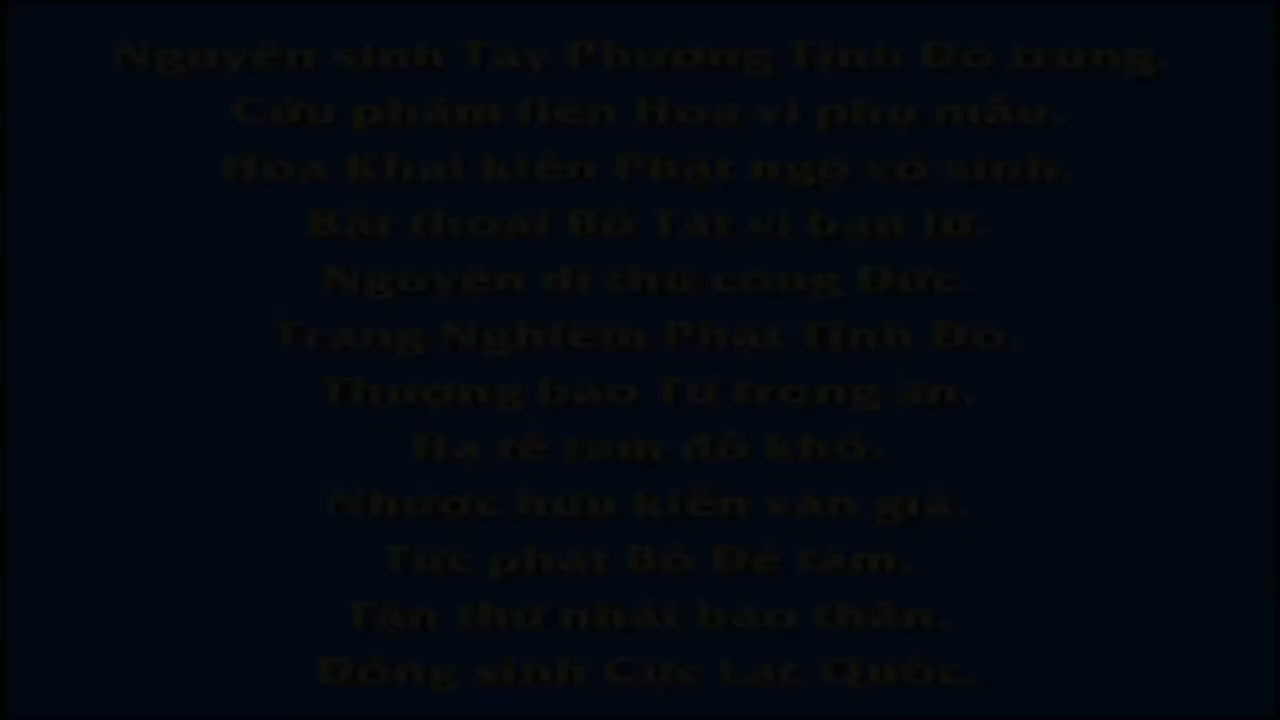 Nguyện sinh Tây Phương Tịnh Độ trung,
Cửu phẩm liên Hoa vi phụ mẫu.
Hoa Khai kiến Phật ngộ vô sinh,
Bất thoái Bồ Tát vi bạn lữ.
Nguyện dĩ thử công Đức.
Trang Nghiêm Phật Tịnh Độ.
Thượng báo Tứ trọng ân,
Hạ tế tam đồ khổ.
Nhược hữu kiến văn giả,
Tức phát Bồ Đề tâm.
Tận thử nhất báo thân,
Đồng sinh Cực Lạc Quốc.